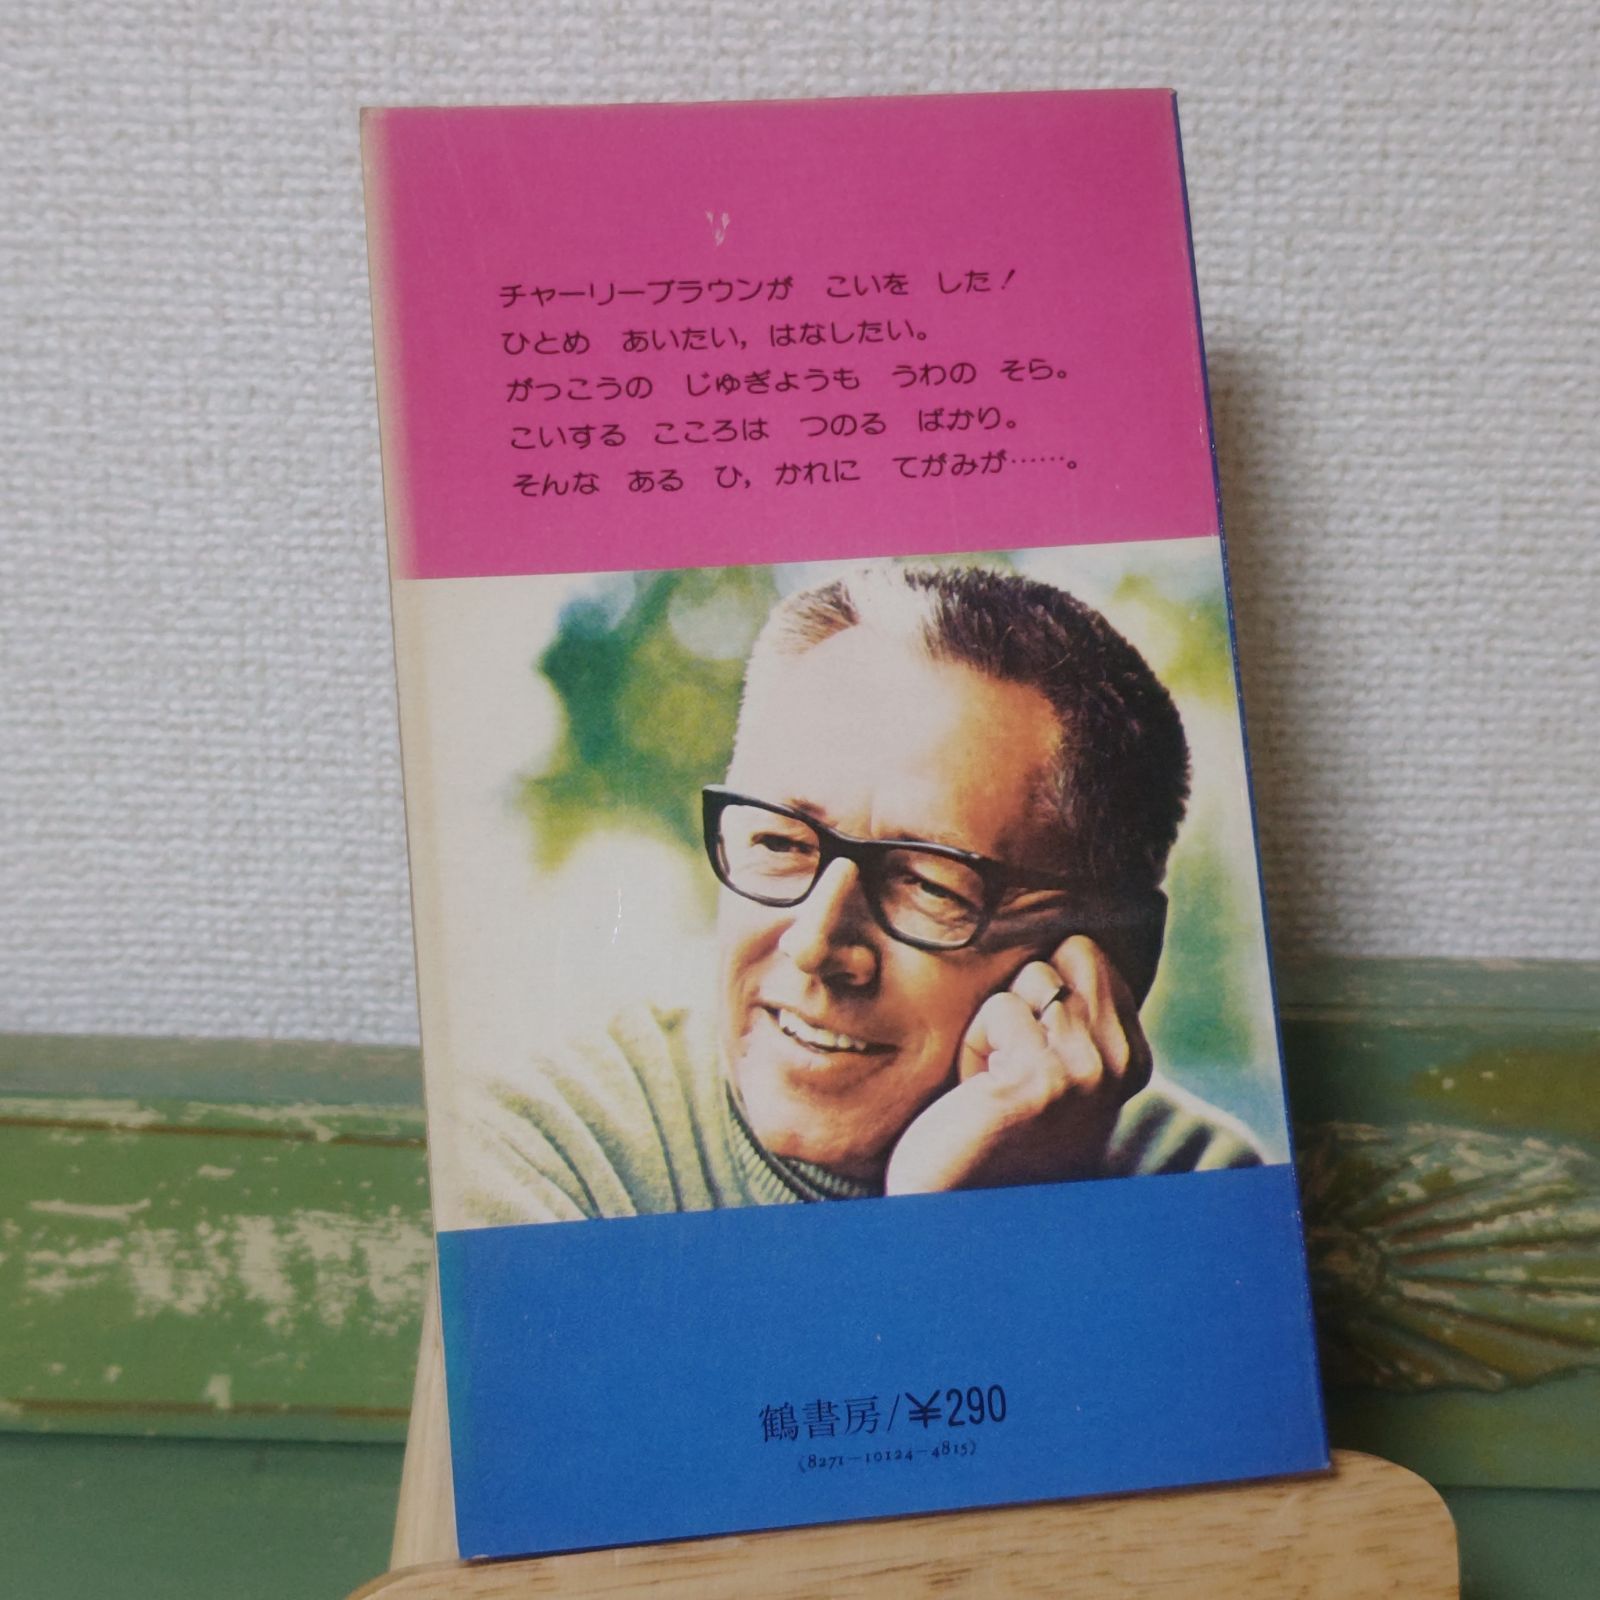 チャーリーブラウンが こいを した！
ひとめ あいたい，はなしたい。
がっこうの じゅぎょうも うわの そら。
こいする こころは つのる ばかり。
そんな ある ひ，かれに てがみが……。
鶴書房/¥290
(8271-10124-4815)